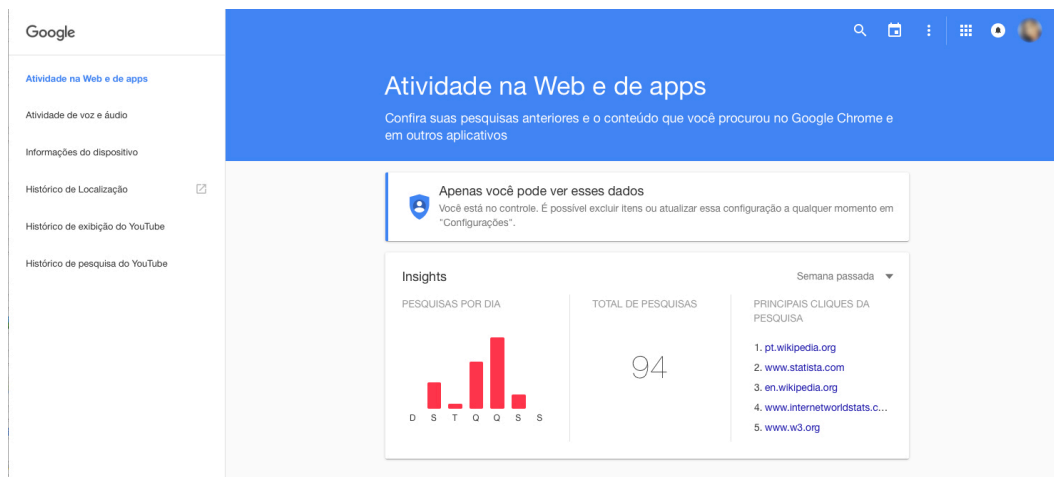 Google
Atividade na Web e de apps
Atividade de voz e áudio
Informações do dispositivo
Histórico de Localização
Histórico de exibição do YouTube
Histórico de pesquisa do YouTube
Atividade na Web e de apps
Confira suas pesquisas anteriores e o conteúdo que você procurou no Google Chrome e
em outros aplicativos
Apenas você pode ver esses dados
Você está no controle. É possível excluir itens ou atualizar essa configuração a qualquer momento em
"Configurações".
Insights
Semana passada
PESQUISAS POR DIA
D S T Q Q S S
TOTAL DE PESQUISAS
94
PRINCIPAIS CLIQUES DA
PESQUISA
1. pt.wikipedia.org
2. www.statista.com
3. en.wikipedia.org
4. www.internetworldstats.c...
5. www.w3.org